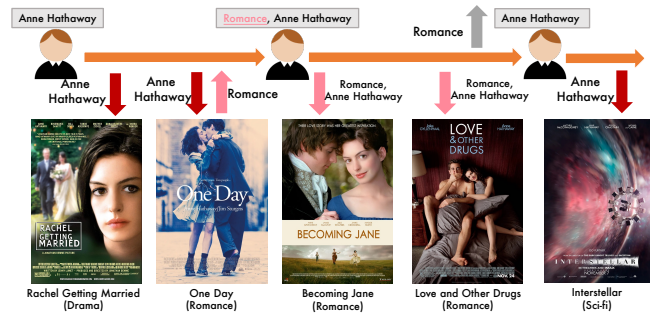 Anne Hathaway
Romance, Anne Hathaway
Anne Hathaway
Romance
Anne
Hathaway
Anne
Hathaway
Romance
Romance,
Anne Hathaway
Romance,
Anne Hathaway
Anne
Hathaway
RACHEL
GETTING
MARRIED
One Day
BECOMING JANE
LOVE
& OTHER
DRUGS
INTERSTELLAR
Rachel Getting Married
(Drama)
One Day
(Romance)
Becoming Jane
(Romance)
Love and Other Drugs
(Romance)
Interstellar
(Sci-fi)